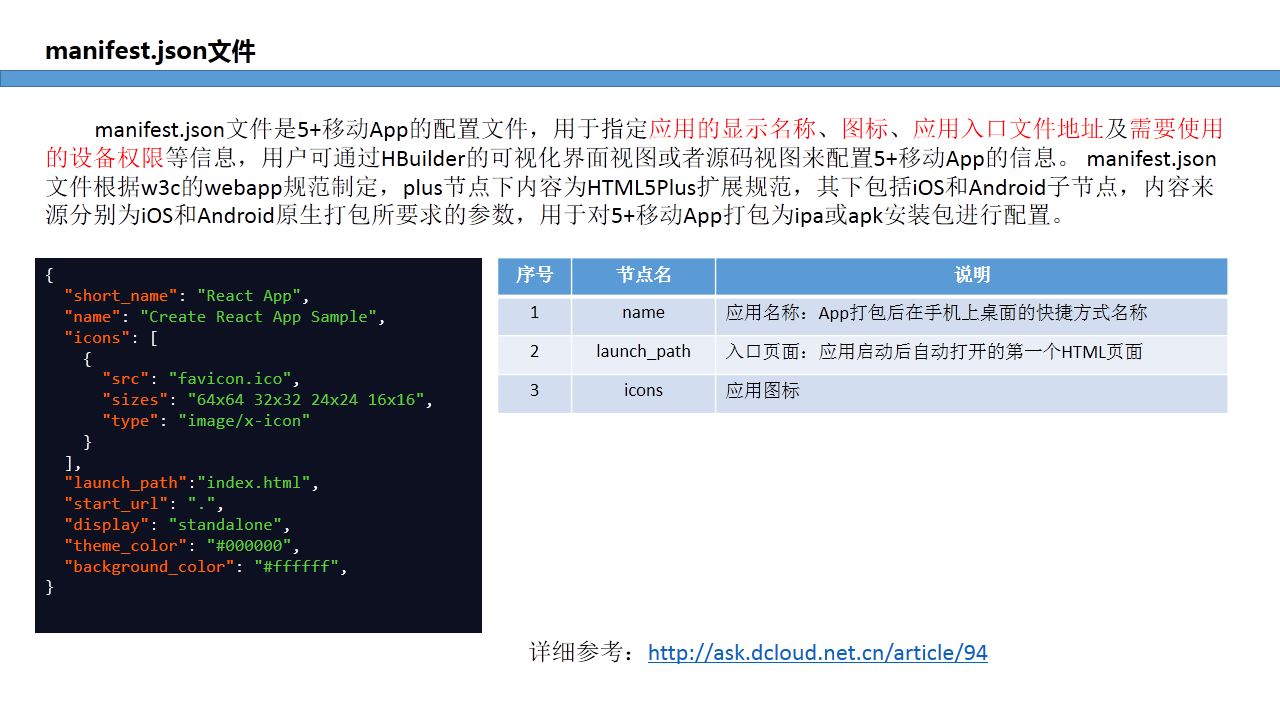 manifest.json文件
manifest.json文件是5+移动App的配置文件，用于指定应用的显示名称、图标、应用入口文件地址及需要使用
的设备权限等信息，用户可通过HBuilder的可视化界面视图或者源码视图来配置5+移动App的信息。 manifest.json
文件根据w3c的webapp规范制定，plus节点下内容为HTML5Plus扩展规范，其下包括iOS和Android子节点，内容来
源分别为iOS和Android原生打包所要求的参数，用于对5+移动App打包为ipa或apk安装包进行配置。
{
  "short_name": "React App",
  "name": "Create React App Sample",
  "icons": [
    {
      "src": "favicon.ico",
      "sizes": "64x64 32x32 24x24 16x16",
      "type": "image/x-icon"
    }
  ],
  "launch_path":"index.html",
  "start_url": ".",
  "display": "standalone",
  "theme_color": "#000000",
  "background_color": "#ffffff",
}
序号 节点名 说明
1 name 应用名称：App打包后在手机上桌面的快捷方式名称
2 launch_path 入口页面：应用启动后自动打开的第一个HTML页面
3 icons 应用图标
详细参考：http://ask.dcloud.net.cn/article/94